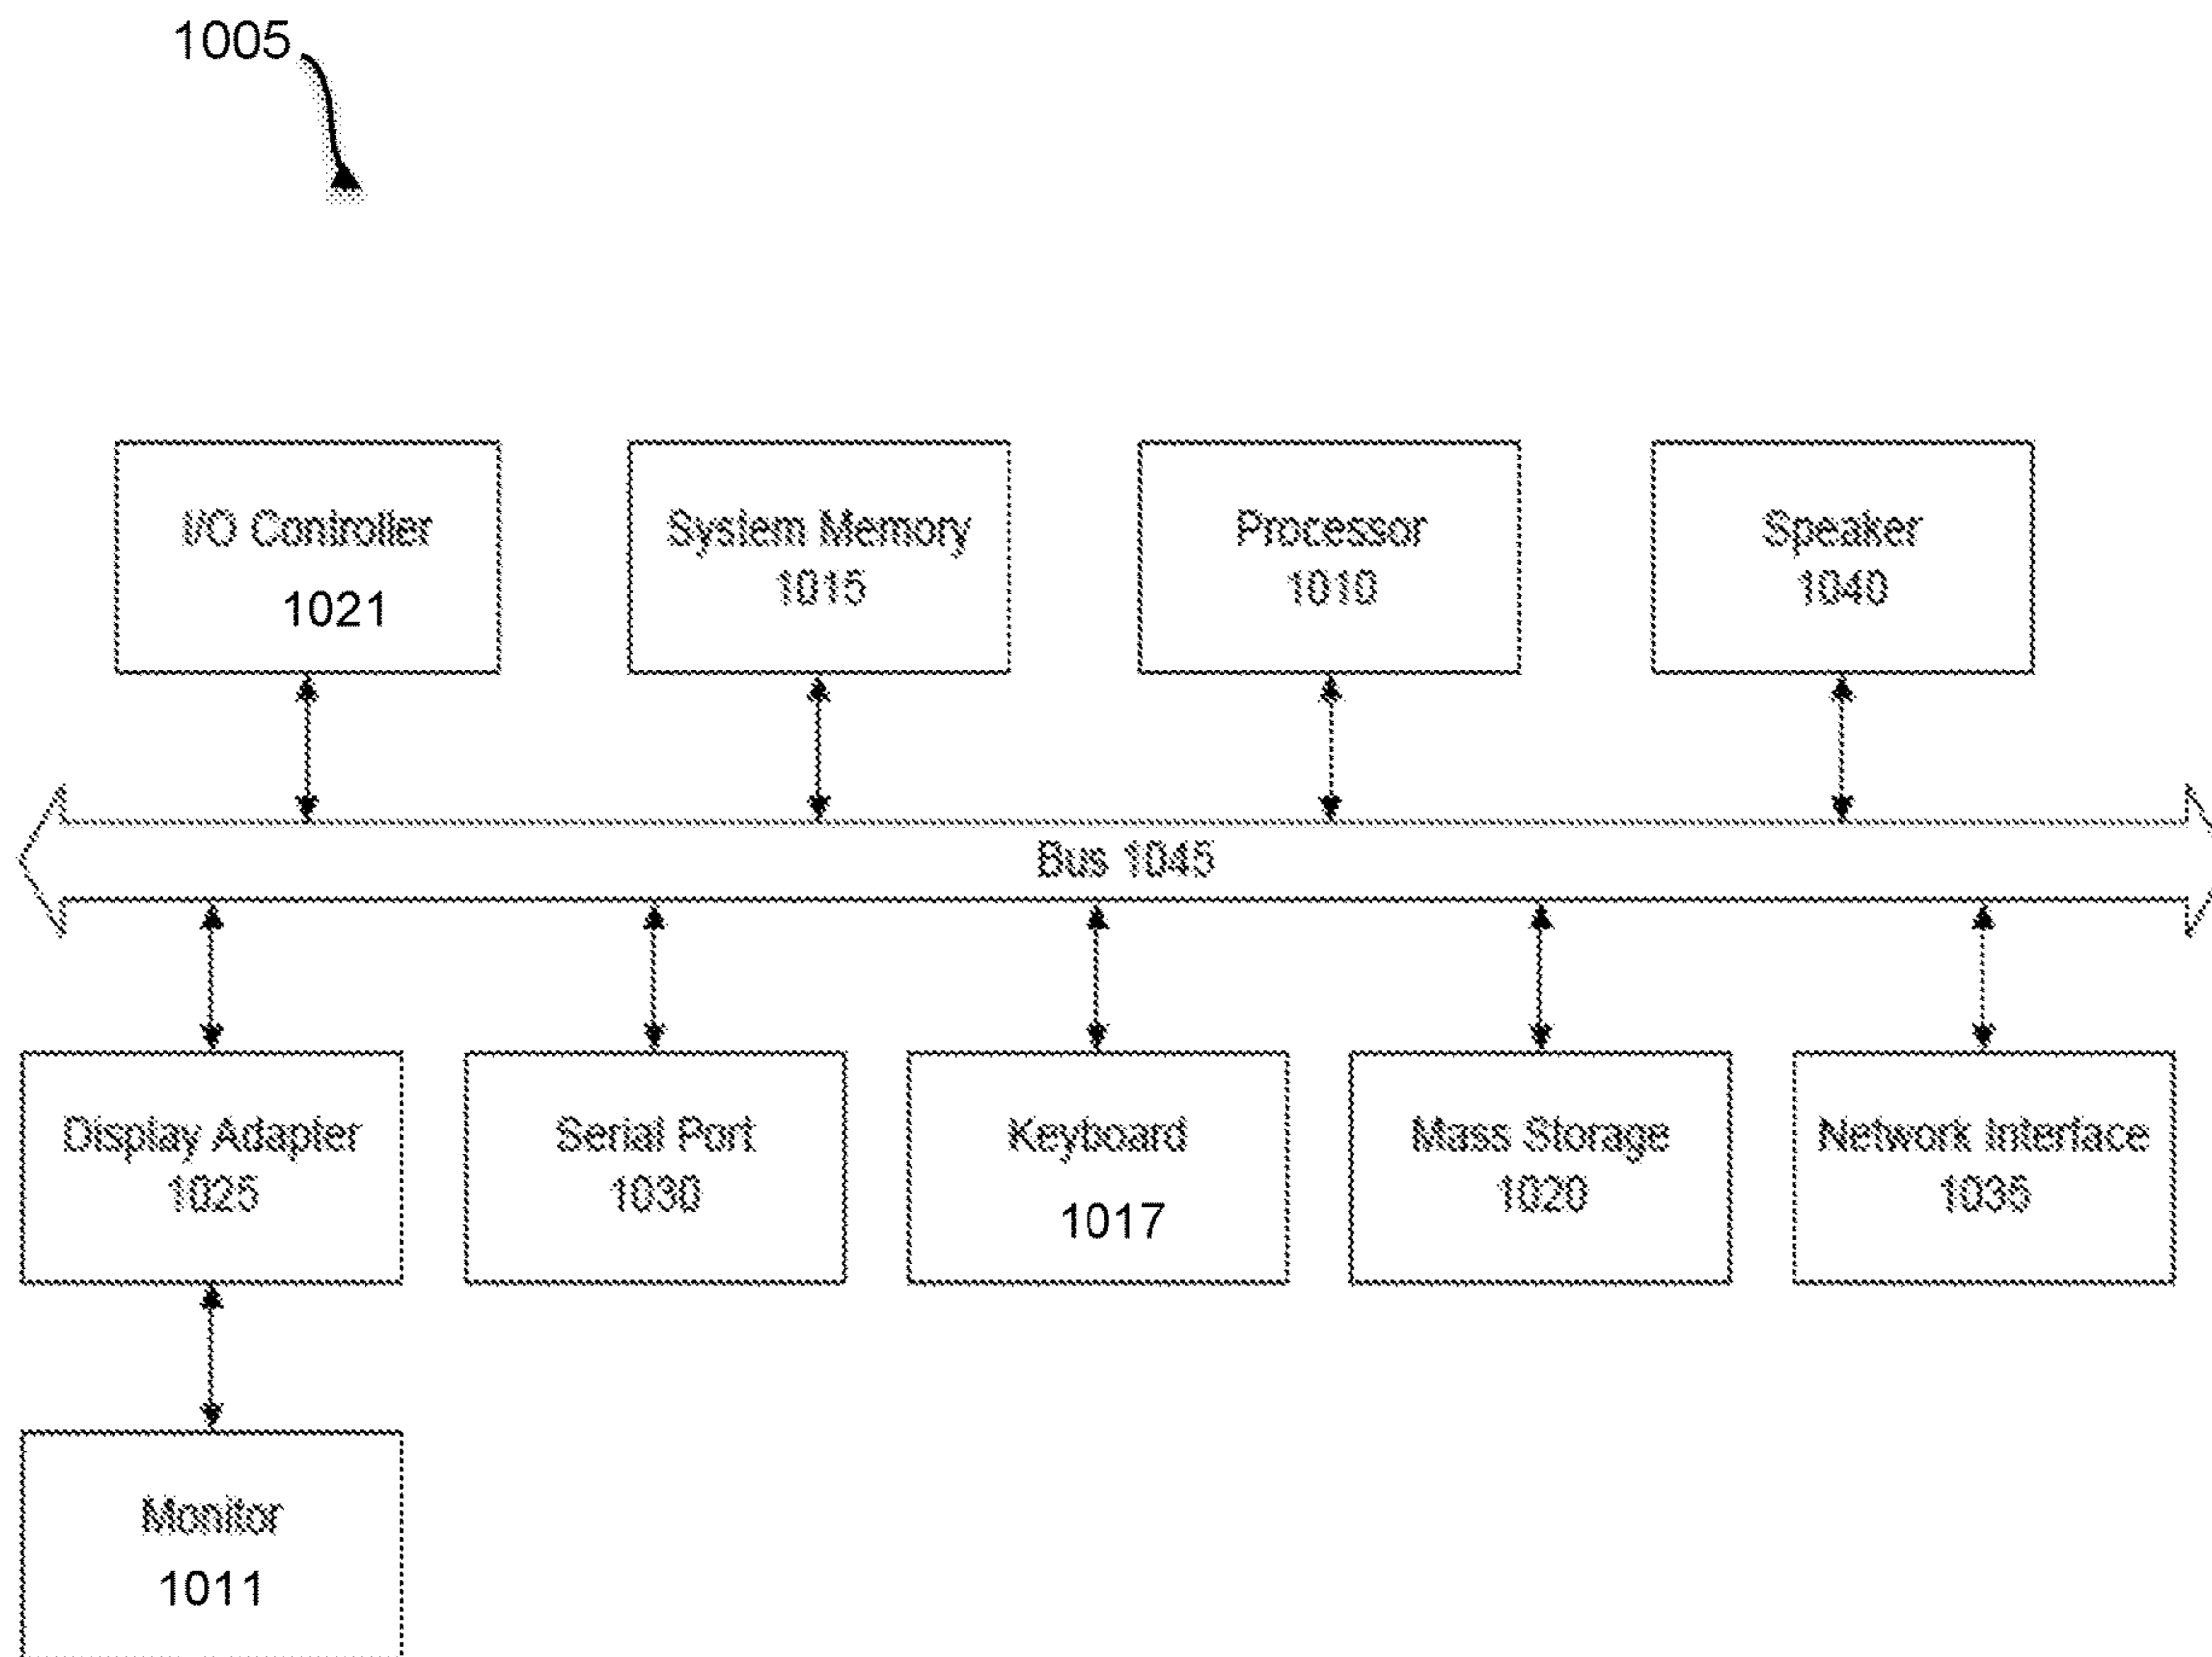 1005
I/O Controller
1021
System Memory
1015
Processor
1010
Speaker
1040
Bus 1045
Display Adapter
1025
Serial Port
1030
Keyboard
1017
Mass Storage
1020
Network Interface
1035
Monitor
1011